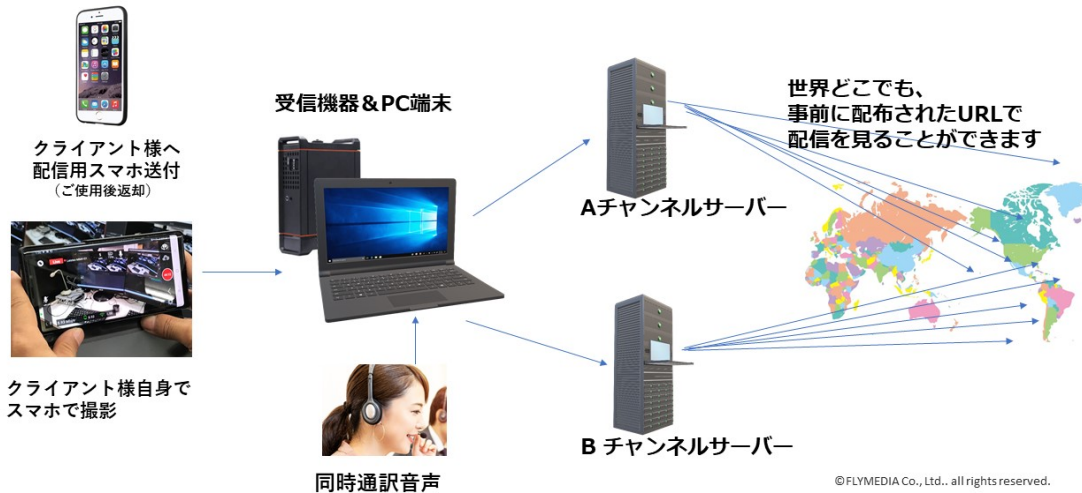 クライアント様へ
配信用スマホ送付
(ご使用後返却)
クライアント様自身で
スマホで撮影
受信機器&PC端末
同時通訳音声
Aチャンネルサーバー
B チャンネルサーバー
世界どこでも、
事前に配布されたURLで
配信を見ることができます
©FLYMEDIA Co., Ltd.. all rights reserved.